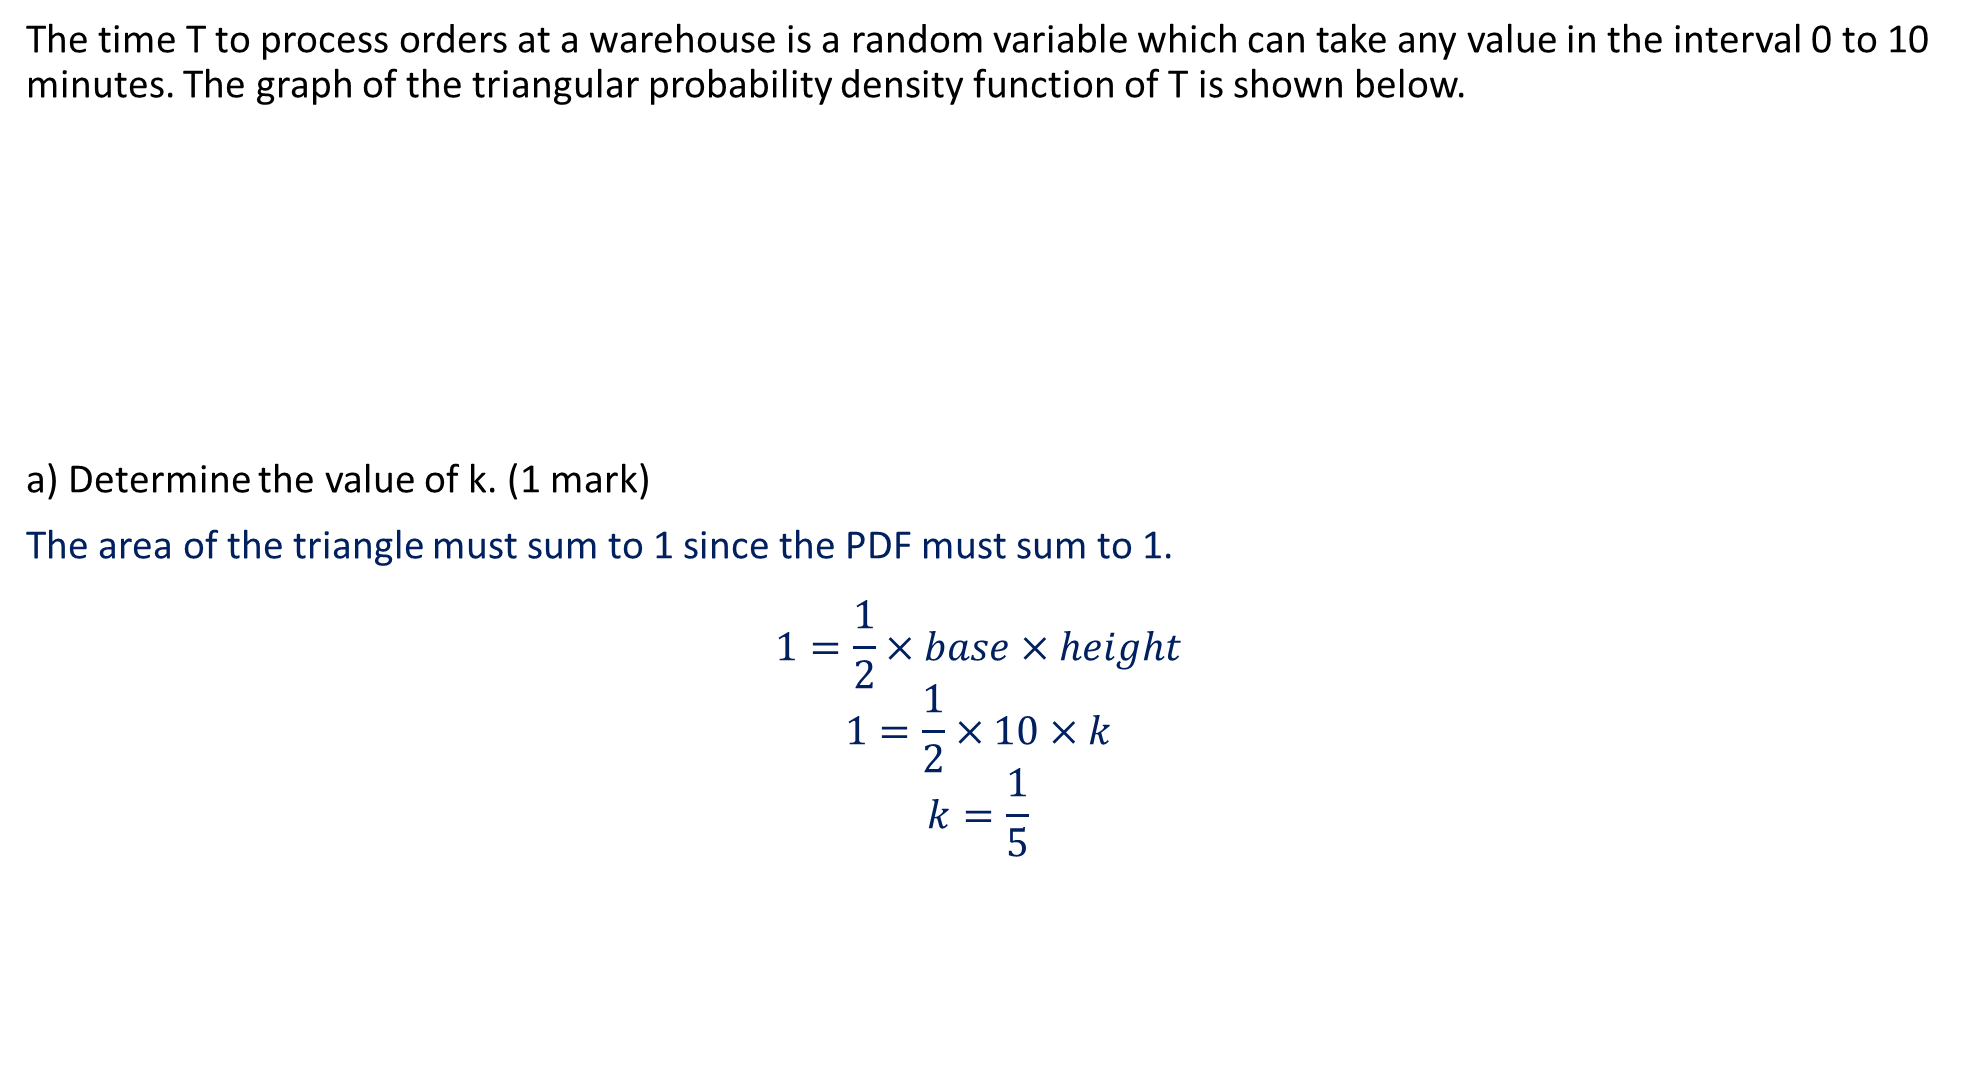 The time T to process orders at a warehouse is a random variable which can take any value in the interval 0 to 10
minutes. The graph of the triangular probability density function of T is shown below.
a) Determine the value of k. (1 mark)
The area of the triangle must sum to 1 since the PDF must sum to 1.
1 = 1/2 × base × height
1 = 1/2 × 10 × k
k = 1/5